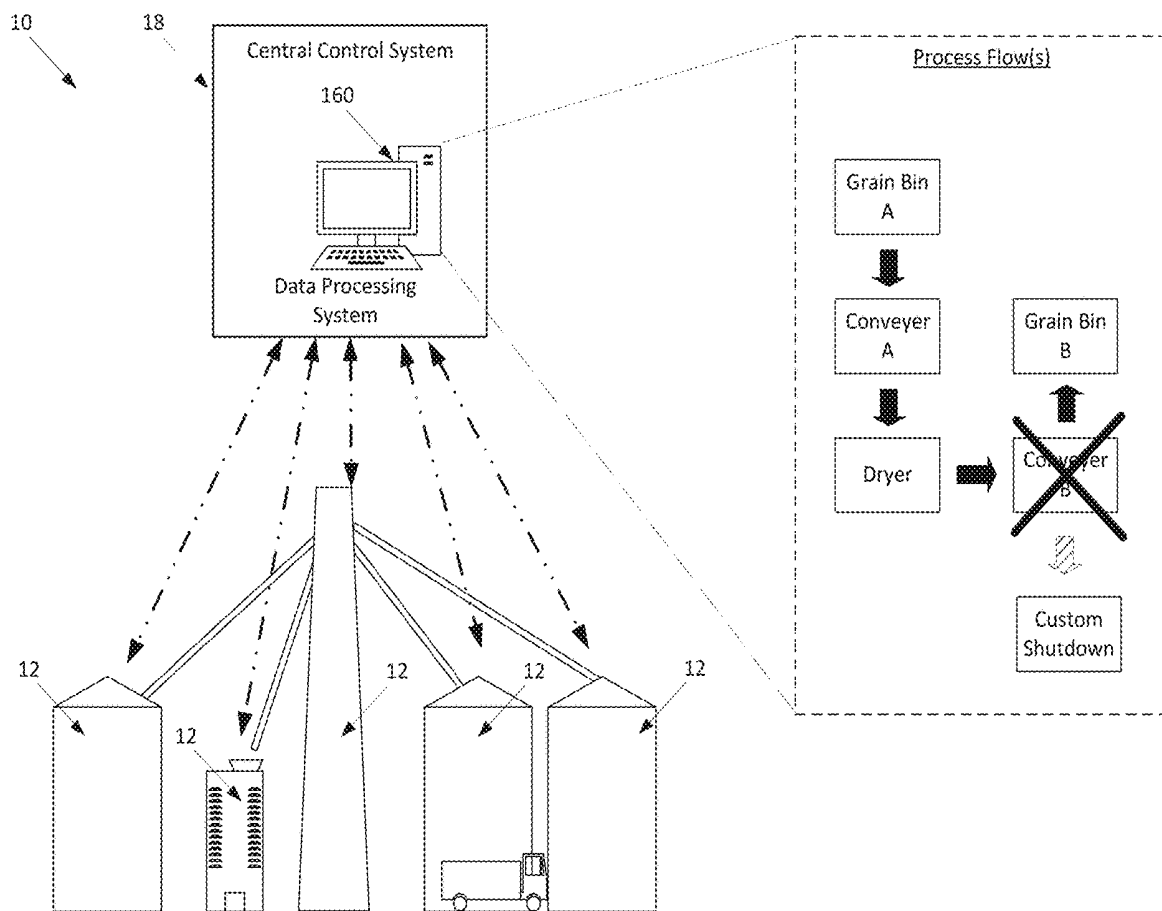 10
18
Central Control System
160
Data Processing
System
12
12
12
12
12
Process Flow(s)
Grain Bin
A
Conveyer
A
Grain Bin
B
Dryer
Conveyer
B
Custom
Shutdown